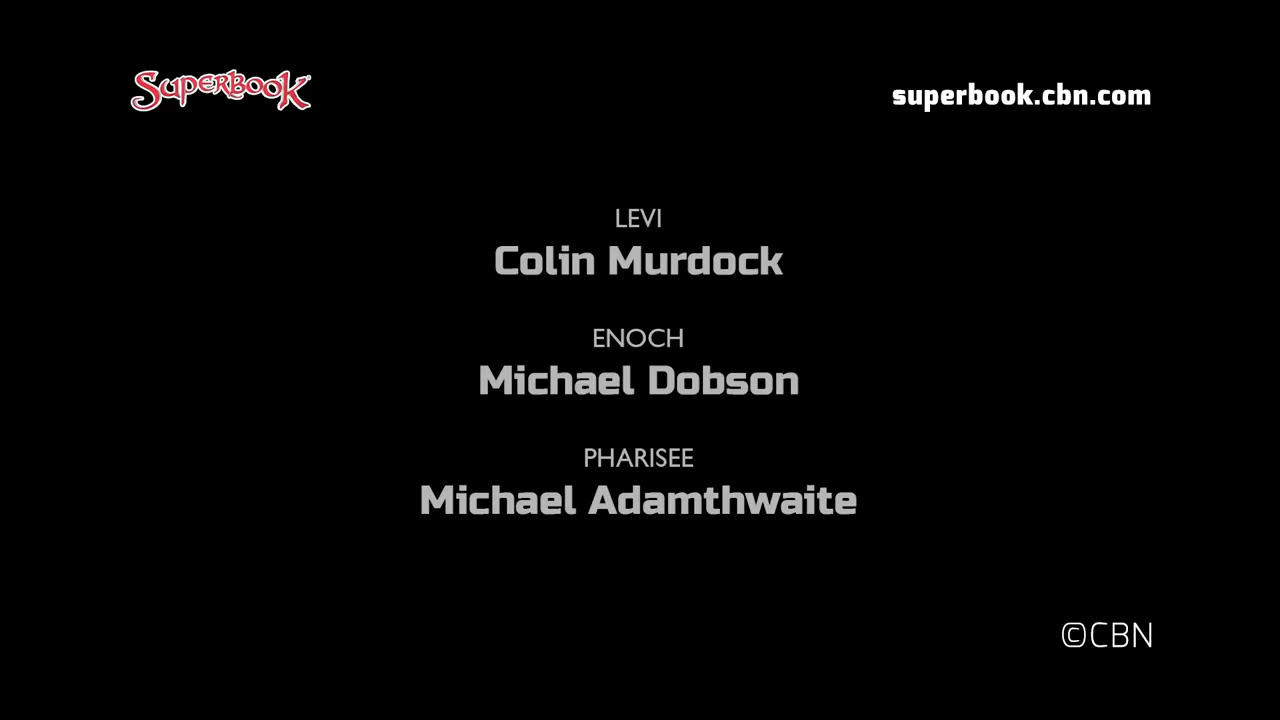 SUPERBOOK
superbook.cbn.com
LEVI
Colin Murdock
ENOCH
Michael Dobson
PHARISEE
Michael Adamthwaite
©CBN